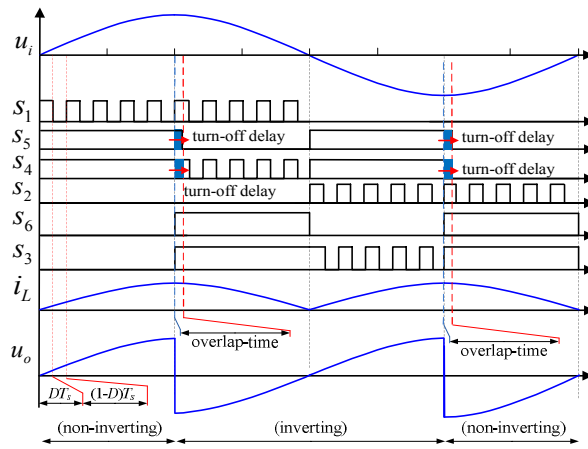 u_i
s_1
s_5 turn-off delay turn-off delay
s_4 turn-off delay
s_2 turn-off delay
s_6
s_3
i_L
overlap-time overlap-time
u_o
DT_s (1-D)T_s
(non-inverting) (inverting) (non-inverting)